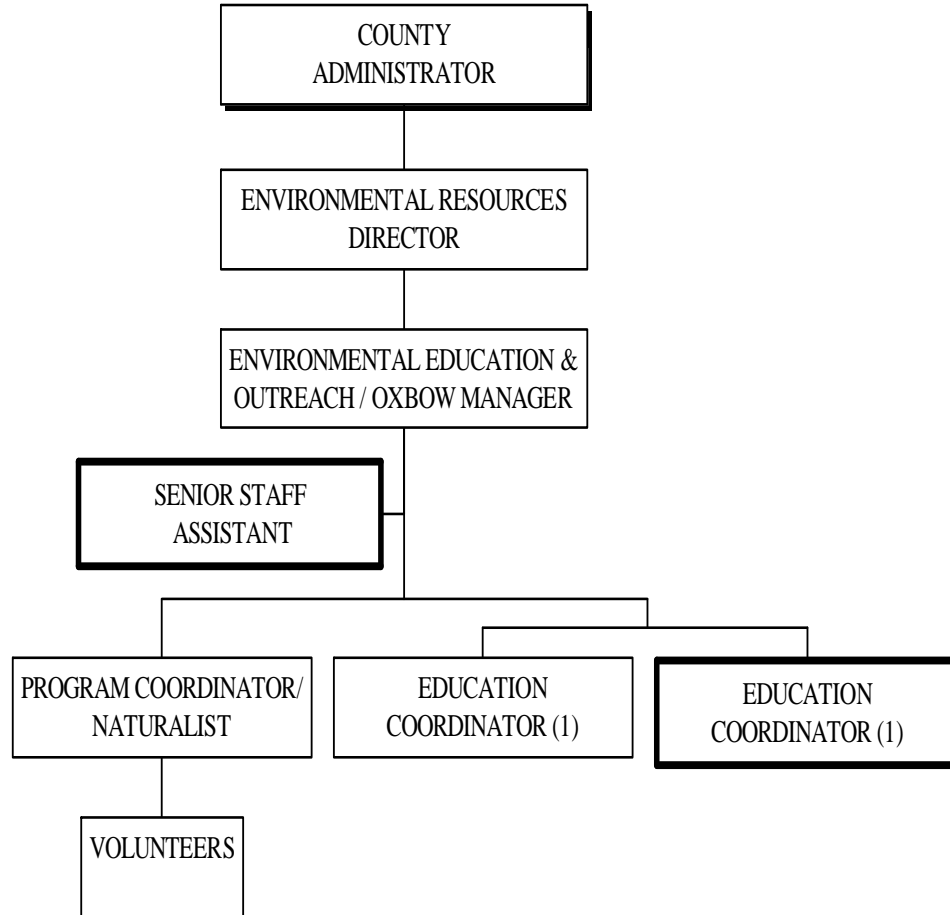 COUNTY
ADMINISTRATOR
ENVIRONMENTAL RESOURCES
DIRECTOR
ENVIRONMENTAL EDUCATION &
OUTREACH / OXBOW MANAGER
SENIOR STAFF
ASSISTANT
PROGRAM COORDINATOR/
NATURALIST
EDUCATION
COORDINATOR (1)
EDUCATION
COORDINATOR (1)
VOLUNTEERS